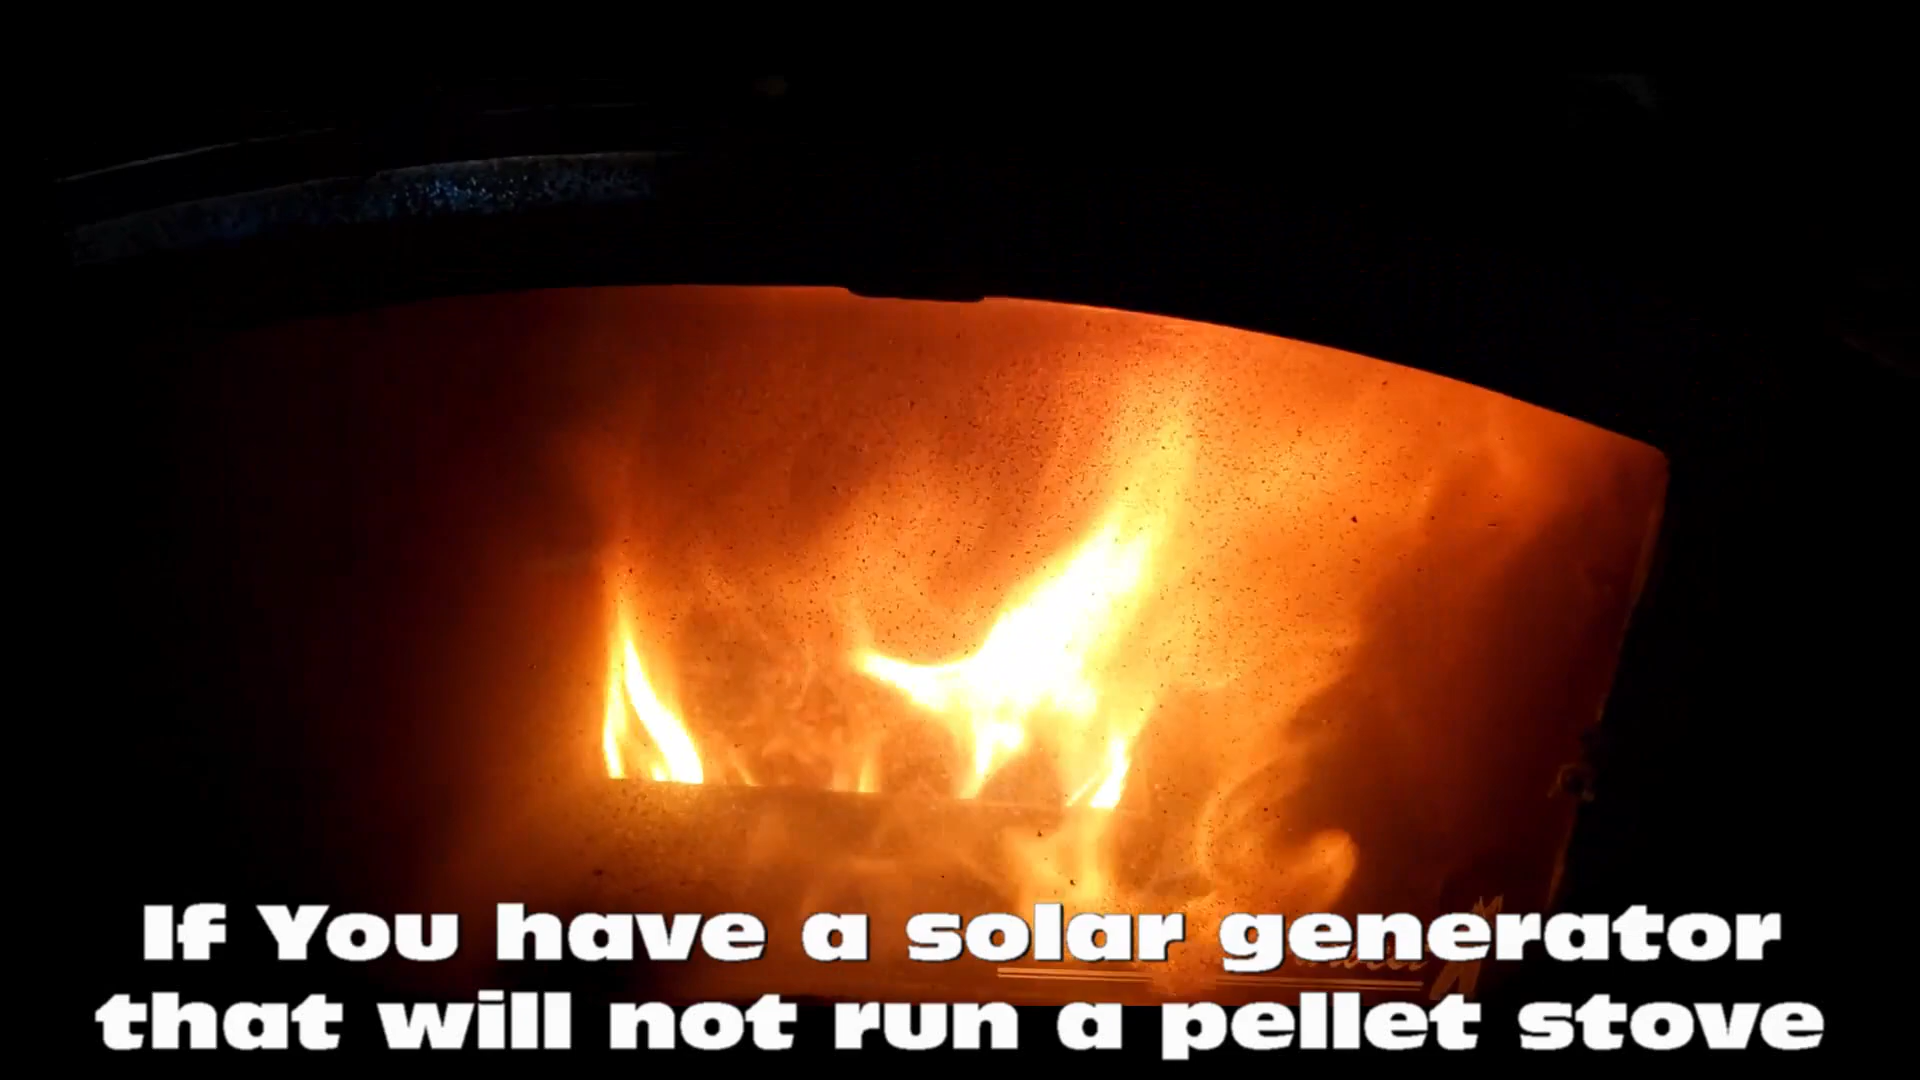 If You have a solar generator
that will not run a pellet stove